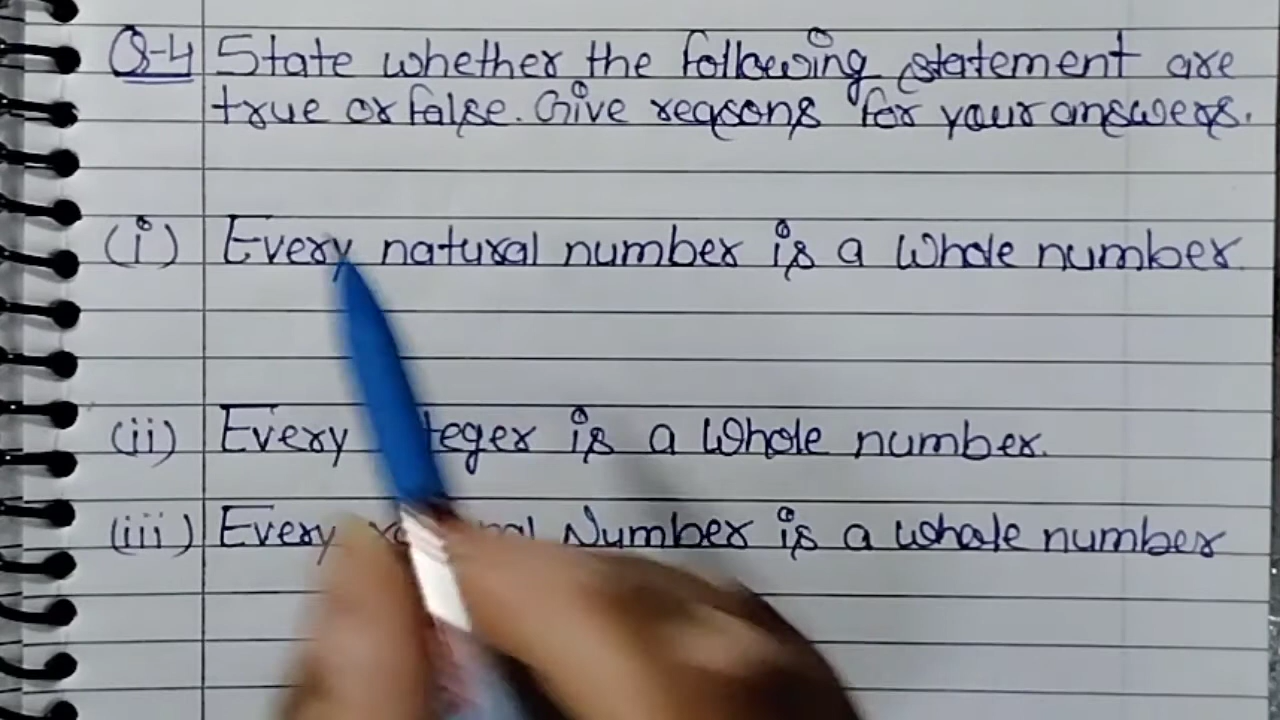 Q-4 State whether the following statement are
true or false. Give reasons for your answers.
(i) Every natural number is a whole number
(ii) Every teger is a whole number.
(iii) Every Number is a whole number